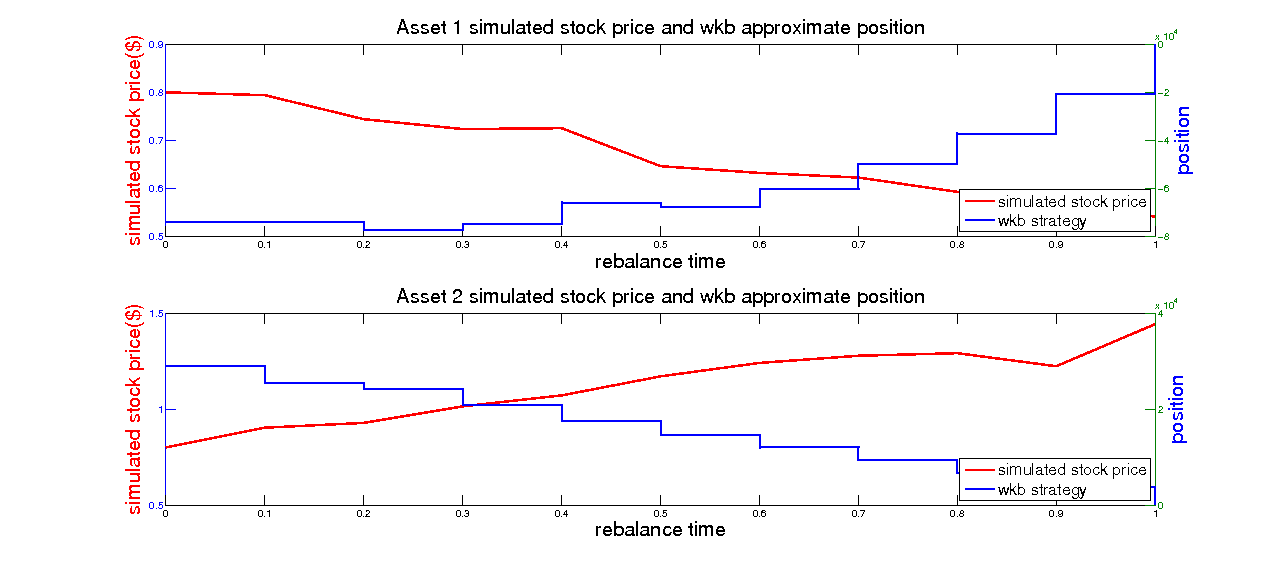 Asset 1 simulated stock price and wkb approximate position
x 10^4
simulated stock price($)
0.9
0.8
0.7
0.6
0.5
0
-2
-4
-6
-8
position
simulated stock price
wkb strategy
0 0.1 0.2 0.3 0.4 0.5 0.6 0.7 0.8 0.9 1
rebalance time
Asset 2 simulated stock price and wkb approximate position
x 10^4
simulated stock price($)
1.5
1
0.5
4
2
0
position
simulated stock price
wkb strategy
0 0.1 0.2 0.3 0.4 0.5 0.6 0.7 0.8 0.9 1
rebalance time